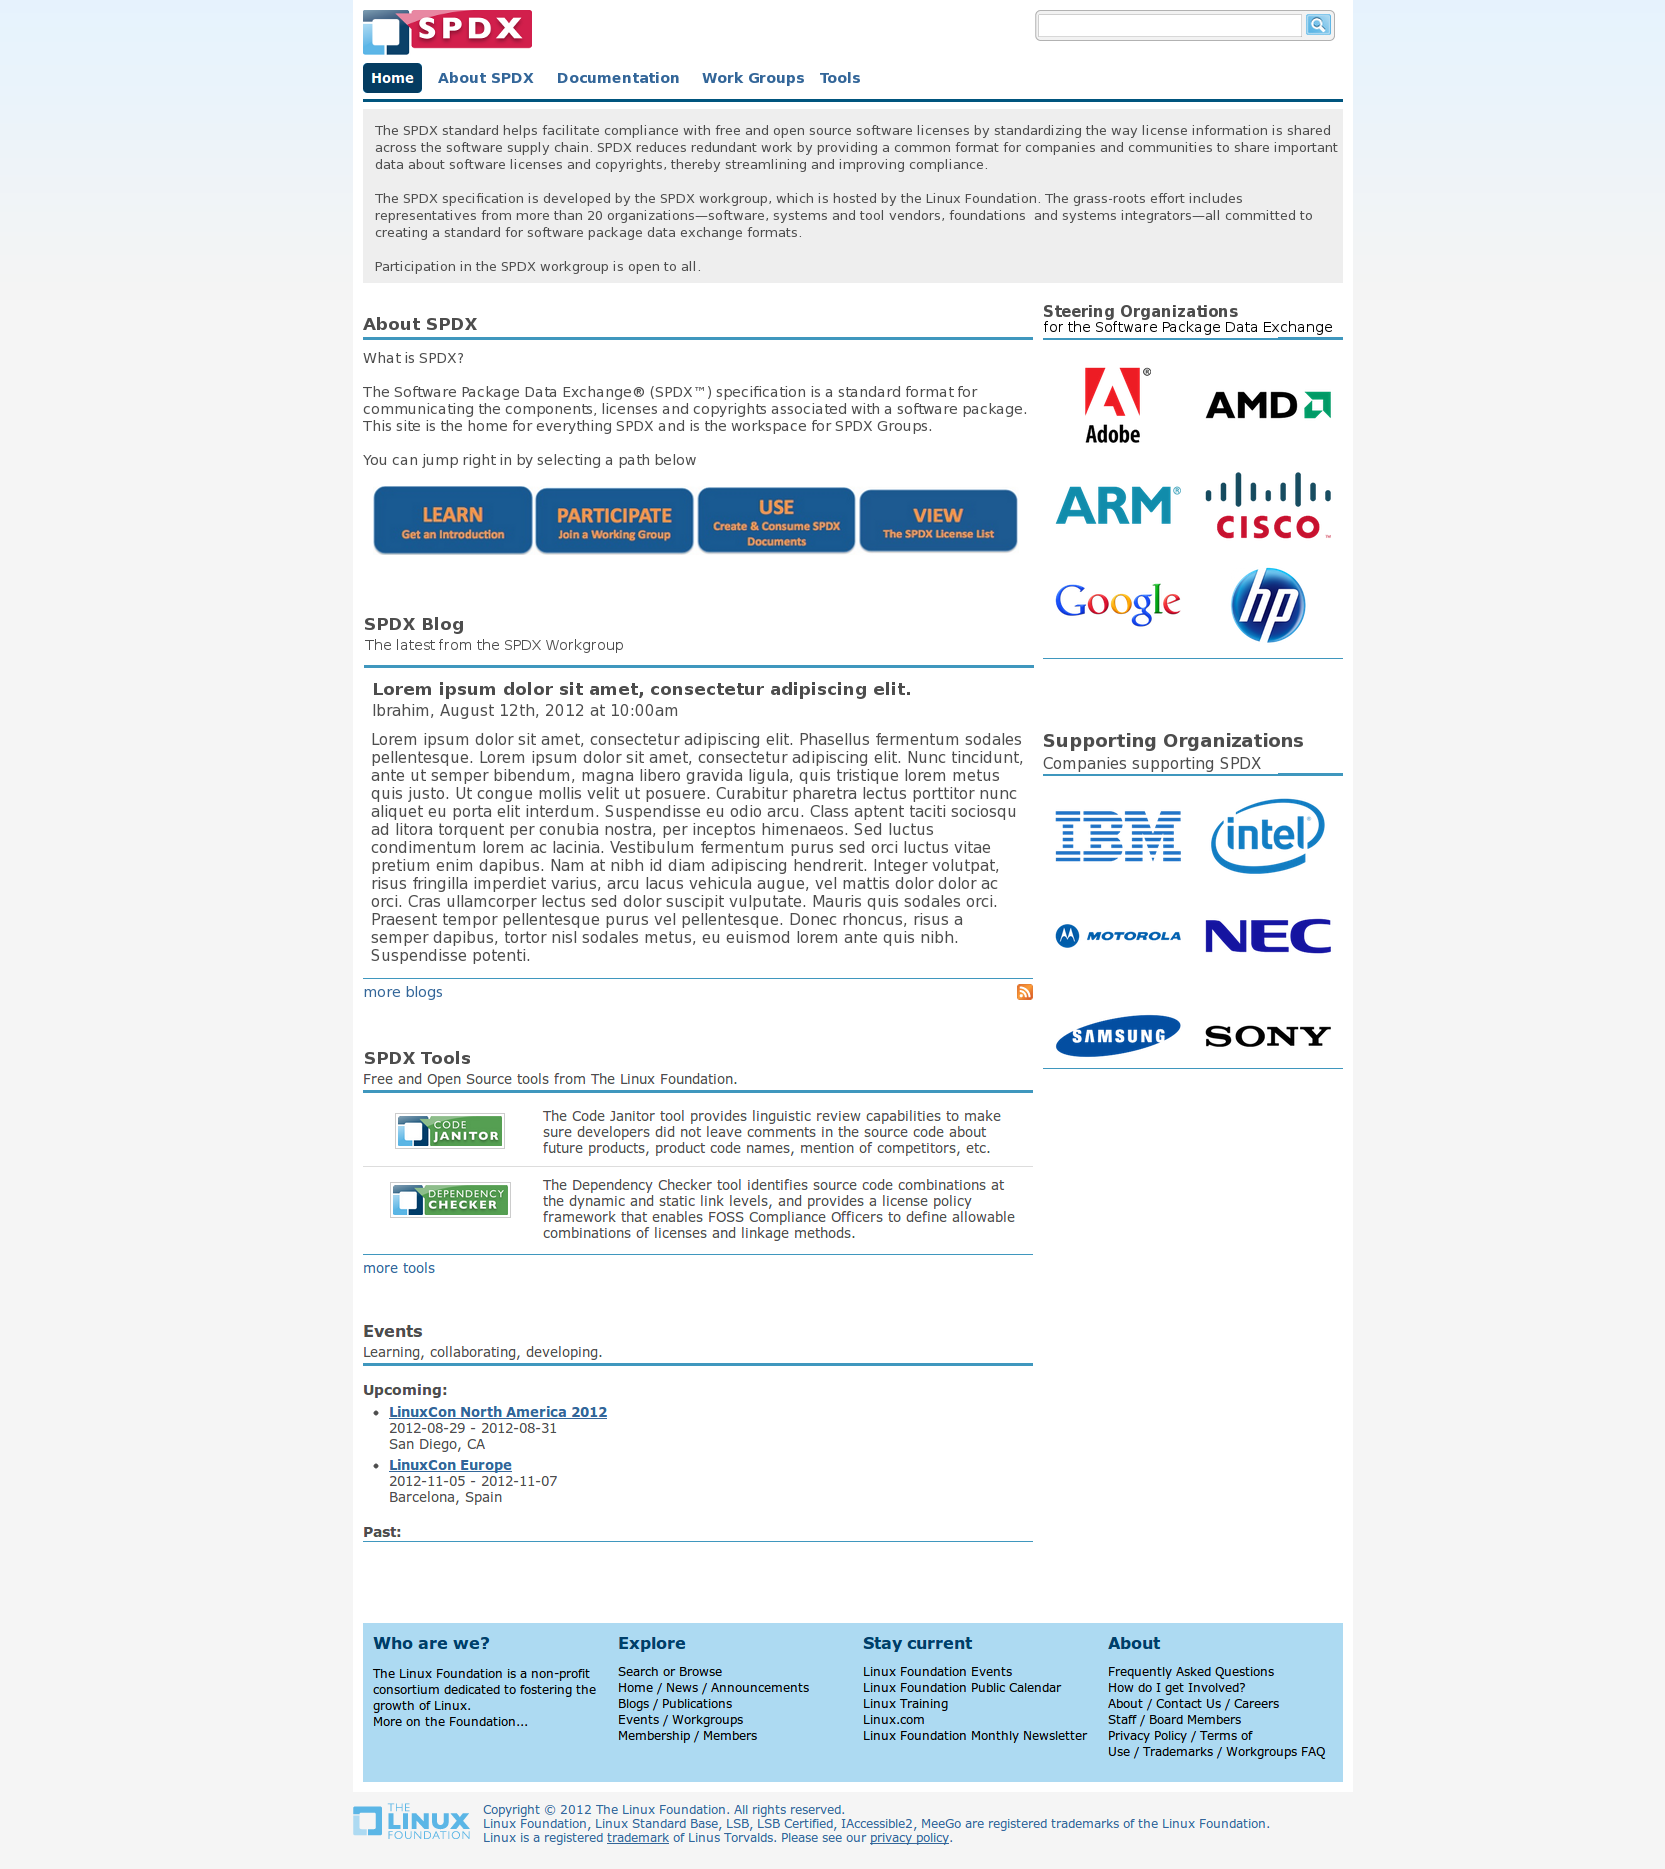 SPDX
Home About SPDX Documentation Work Groups Tools
The SPDX standard helps facilitate compliance with free and open source software licenses by standardizing the way license information is shared
across the software supply chain. SPDX reduces redundant work by providing a common format for companies and communities to share important
data about software licenses and copyrights, thereby streamlining and improving compliance.
The SPDX specification is developed by the SPDX workgroup, which is hosted by the Linux Foundation. The grass-roots effort includes
representatives from more than 20 organizations—software, systems and tool vendors, foundations  and systems integrators—all committed to
creating a standard for software package data exchange formats.
Participation in the SPDX workgroup is open to all.
About SPDX
What is SPDX?
The Software Package Data Exchange® (SPDX™) specification is a standard format for
communicating the components, licenses and copyrights associated with a software package.
This site is the home for everything SPDX and is the workspace for SPDX Groups.
You can jump right in by selecting a path below
LEARN
Get an Introduction
PARTICIPATE
Join a Working Group
USE
Create & Consume SPDX
Documents
VIEW
The SPDX License List
SPDX Blog
The latest from the SPDX Workgroup
Lorem ipsum dolor sit amet, consectetur adipiscing elit.
Ibrahim, August 12th, 2012 at 10:00am
Lorem ipsum dolor sit amet, consectetur adipiscing elit. Phasellus fermentum sodales
pellentesque. Lorem ipsum dolor sit amet, consectetur adipiscing elit. Nunc tincidunt,
ante ut semper bibendum, magna libero gravida ligula, quis tristique lorem metus
quis justo. Ut congue mollis velit ut posuere. Curabitur pharetra lectus porttitor nunc
aliquet eu porta elit interdum. Suspendisse eu odio arcu. Class aptent taciti sociosqu
ad litora torquent per conubia nostra, per inceptos himenaeos. Sed luctus
condimentum lorem ac lacinia. Vestibulum fermentum purus sed orci luctus vitae
pretium enim dapibus. Nam at nibh id diam adipiscing hendrerit. Integer volutpat,
risus fringilla imperdiet varius, arcu lacus vehicula augue, vel mattis dolor dolor ac
orci. Cras ullamcorper lectus sed dolor suscipit vulputate. Mauris quis sodales orci.
Praesent tempor pellentesque purus vel pellentesque. Donec rhoncus, risus a
semper dapibus, tortor nisl sodales metus, eu euismod lorem ante quis nibh.
Suspendisse potenti.
more blogs
SPDX Tools
Free and Open Source tools from The Linux Foundation.
CODE
JANITOR
The Code Janitor tool provides linguistic review capabilities to make
sure developers did not leave comments in the source code about
future products, product code names, mention of competitors, etc.
DEPENDENCY
CHECKER
The Dependency Checker tool identifies source code combinations at
the dynamic and static link levels, and provides a license policy
framework that enables FOSS Compliance Officers to define allowable
combinations of licenses and linkage methods.
more tools
Events
Learning, collaborating, developing.
Upcoming:
• LinuxCon North America 2012
2012-08-29 - 2012-08-31
San Diego, CA
• LinuxCon Europe
2012-11-05 - 2012-11-07
Barcelona, Spain
Past:
Steering Organizations
for the Software Package Data Exchange
Adobe®
AMD
ARM®
CISCO™
Google
hp
Supporting Organizations
Companies supporting SPDX
IBM
intel®
MOTOROLA
NEC
SAMSUNG
SONY
Who are we?
The Linux Foundation is a non-profit
consortium dedicated to fostering the
growth of Linux.
More on the Foundation...
Explore
Search or Browse
Home / News / Announcements
Blogs / Publications
Events / Workgroups
Membership / Members
Stay current
Linux Foundation Events
Linux Foundation Public Calendar
Linux Training
Linux.com
Linux Foundation Monthly Newsletter
About
Frequently Asked Questions
How do I get Involved?
About / Contact Us / Careers
Staff / Board Members
Privacy Policy / Terms of
Use / Trademarks / Workgroups FAQ
THE
LINUX
FOUNDATION
Copyright © 2012 The Linux Foundation. All rights reserved.
Linux Foundation, Linux Standard Base, LSB, LSB Certified, IAccessible2, MeeGo are registered trademarks of the Linux Foundation.
Linux is a registered trademark of Linus Torvalds. Please see our privacy policy.